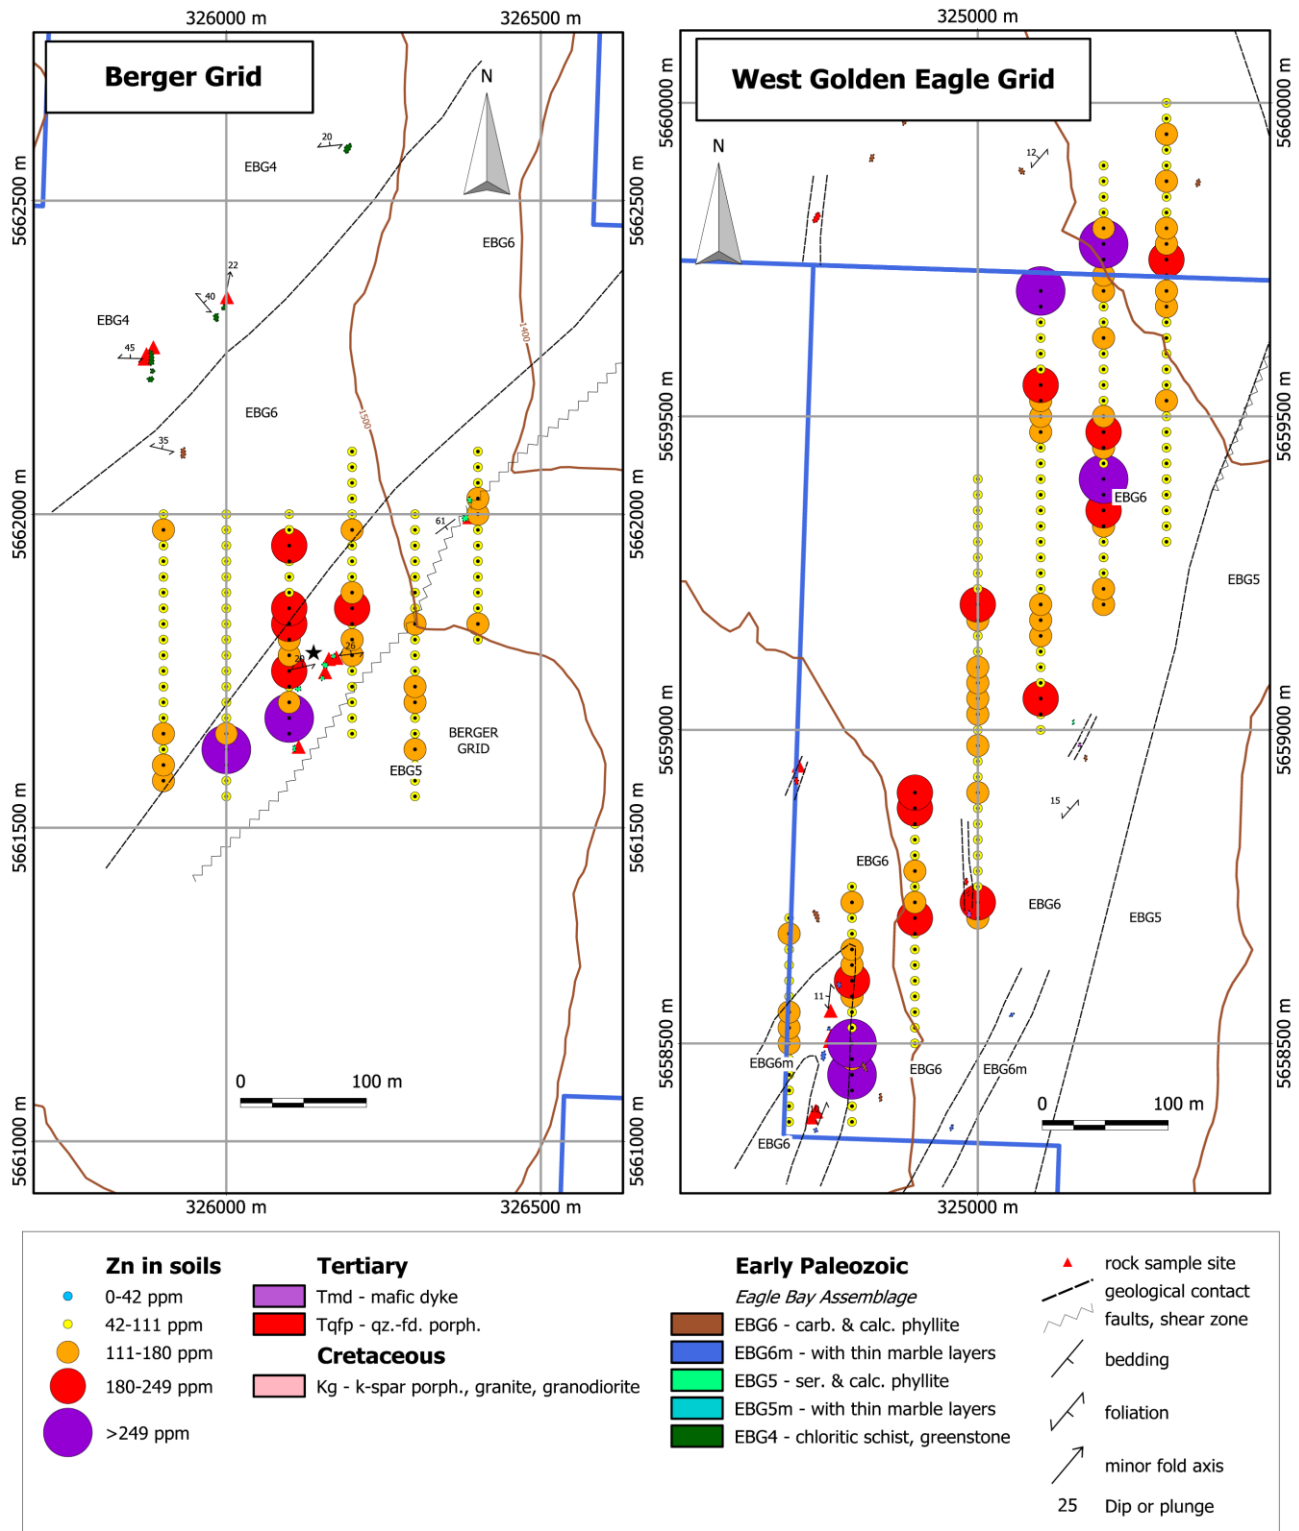 326000 m
326500 m
325000 m
Berger Grid
West Golden Eagle Grid
N
N
5662500 m
5662000 m
5661500 m
5661000 m
5662500 m
5662000 m
5661500 m
5661000 m
5660000 m
5659500 m
5659000 m
5658500 m
5660000 m
5659500 m
5659000 m
5658500 m
20
EBG4
EBG6
22
40
EBG4
45
1400
EBG6
1500
35
61
26
20
BERGER
GRID
EBG5
0
100 m
326000 m
326500 m
12
EBG6
EBG5
15
EBG6
EBG6
EBG5
11
EBG6m
EBG6
EBG6m
EBG6
0
100 m
325000 m
Zn in soils
0-42 ppm
42-111 ppm
111-180 ppm
180-249 ppm
>249 ppm
Tertiary
Tmd - mafic dyke
Tqfp - qz.-fd. porph.
Cretaceous
Kg - k-spar porph., granite, granodiorite
Early Paleozoic
Eagle Bay Assemblage
EBG6 - carb. & calc. phyllite
EBG6m - with thin marble layers
EBG5 - ser. & calc. phyllite
EBG5m - with thin marble layers
EBG4 - chloritic schist, greenstone
rock sample site
geological contact
faults, shear zone
bedding
foliation
minor fold axis
25 Dip or plunge